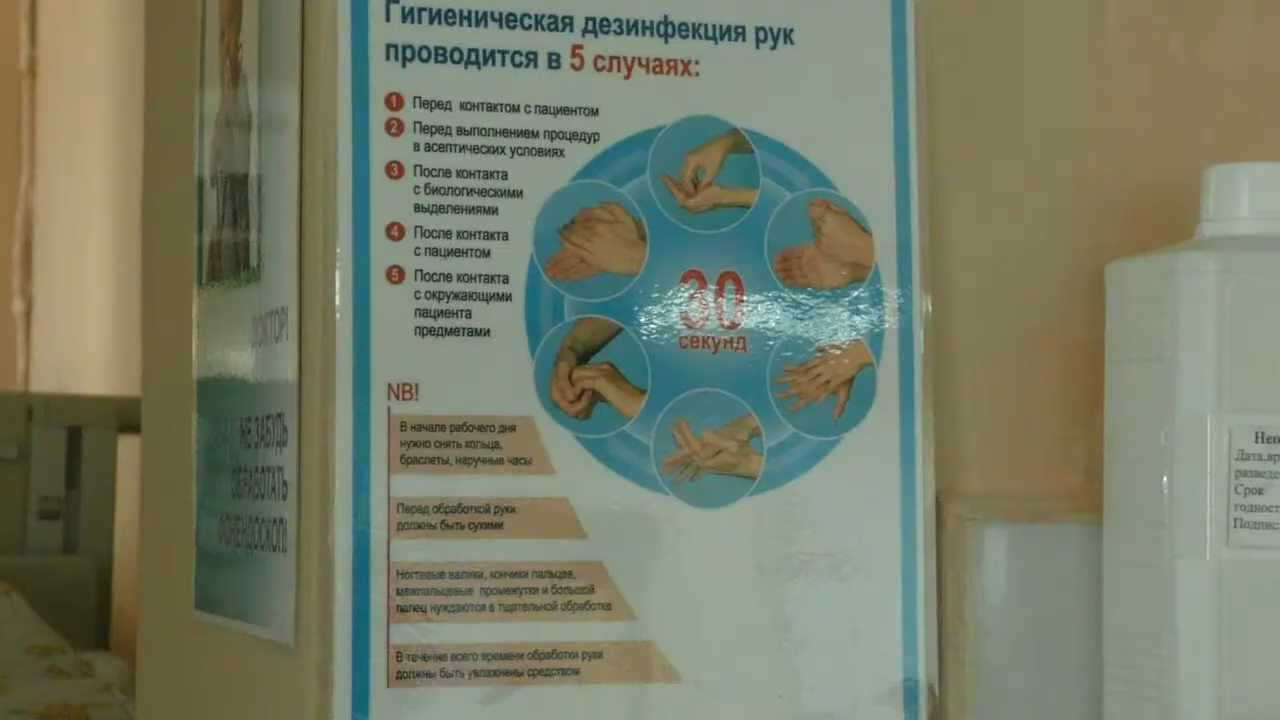 Гигиеническая дезинфекция рук
проводится в 5 случаях:
1 Перед контактом с пациентом
2 Перед выполнением процедур
в асептических условиях
3 После контакта
с биологическими
выделениями
4 После контакта
с пациентом
5 После контакта
с окружающими
пациента
предметами
30
секунд
NB!
В начале рабочего дня
нужно снять кольца,
браслеты, наручные часы
Перед обработкой руки
должны быть сухими
Ногтевые валики, кончики пальцев,
межпальцевые промежутки и большой
палец нуждаются в тщательной обработке
В течение всего времени обработки руки
должны быть увлажнены средством
ДОКТОР!
НЕ ЗАБУДЬ
ОБРАБОТАТЬ
ФОНЕНДОСКОП!
Дата,вр
разведе
Срок
годност
Подпис